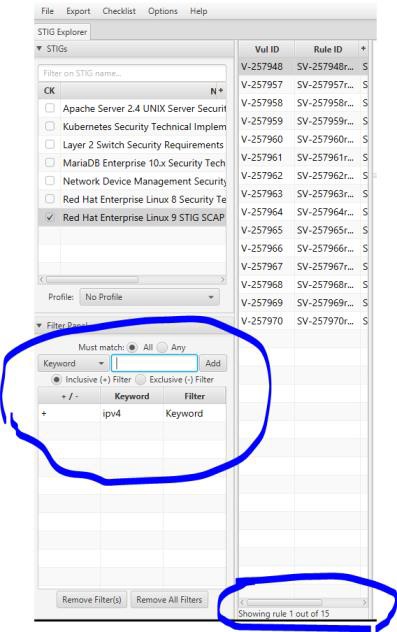 File Export Checklist Options Help
STIG Explorer
STIGs
Filter on STIG name...
CK N +
Apache Server 2.4 UNIX Server Securit
Kubernetes Security Technical Implem
Layer 2 Switch Security Requirements
MariaDB Enterprise 10.x Security Tech
Network Device Management Security
Red Hat Enterprise Linux 8 Security Te
Red Hat Enterprise Linux 9 STIG SCAP
Profile: No Profile
Filter Panel
Must match: All Any
Keyword Add
Inclusive (+) Filter Exclusive (-) Filter
+ / - Keyword Filter
+ ipv4 Keyword
Remove Filter(s) Remove All Filters
Vul ID Rule ID +
V-257948 SV-257948r... S
V-257957 SV-257957r... S
V-257958 SV-257958r... S
V-257959 SV-257959r... S
V-257960 SV-257960r... S
V-257961 SV-257961r... S
V-257962 SV-257962r... S
V-257963 SV-257963r... S
V-257964 SV-257964r... S
V-257965 SV-257965r... S
V-257966 SV-257966r... S
V-257967 SV-257967r... S
V-257968 SV-257968r... S
V-257969 SV-257969r... S
V-257970 SV-257970r... S
Showing rule 1 out of 15